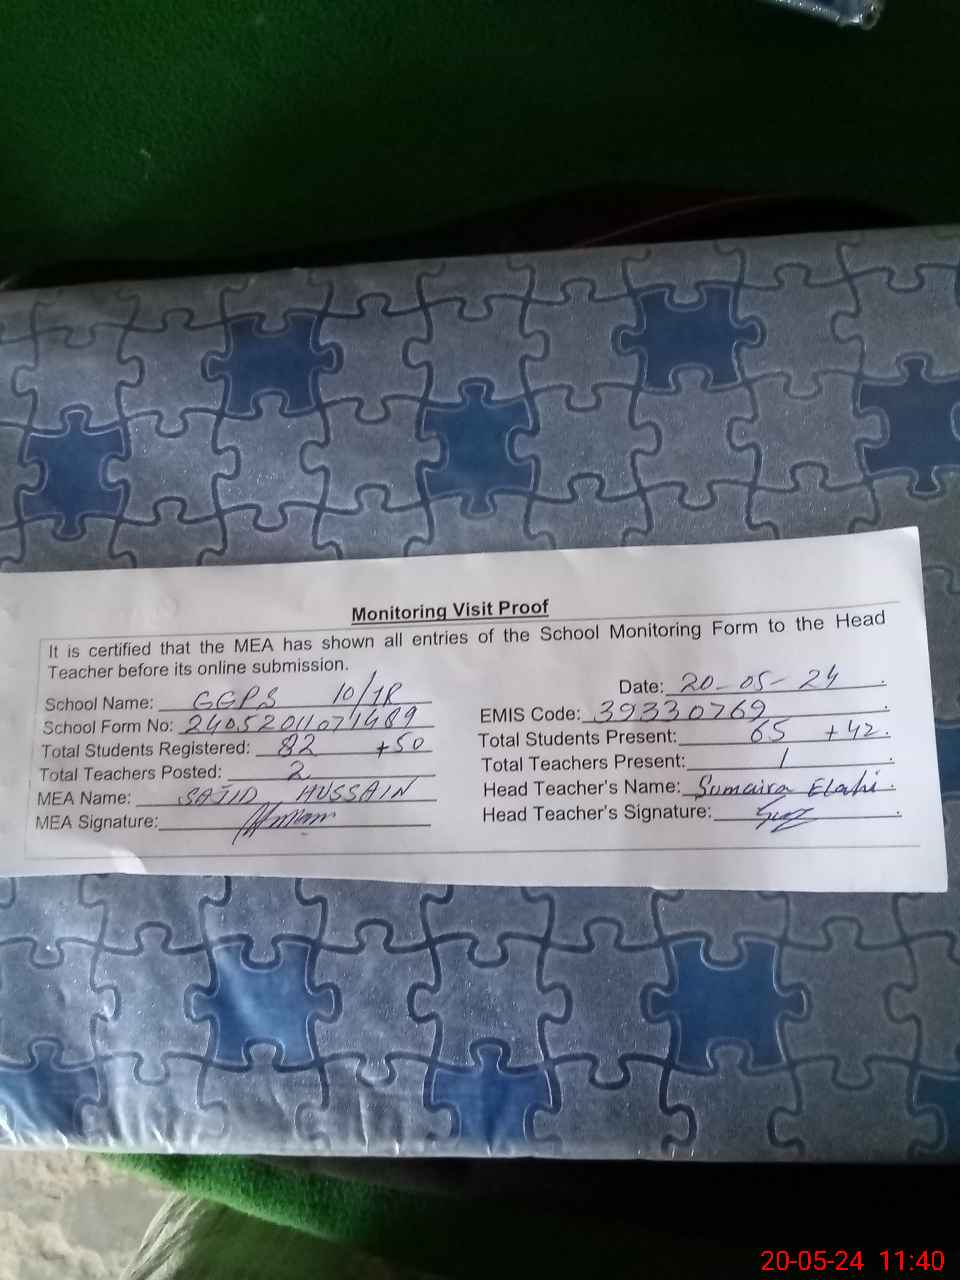 Monitoring Visit Proof
It is certified that the MEA has shown all entries of the School Monitoring Form to the Head
Teacher before its online submission.
School Name: GGPS 10/1R
Date: 20-05-24
School Form No: 24052011071489
EMIS Code: 39330769
Total Students Registered: 82 +50
Total Students Present: 65 +42
Total Teachers Posted: 2
Total Teachers Present: 1
MEA Name: SAJID HUSSAIN
Head Teacher's Name: Sumaira Elahi
MEA Signature:
Head Teacher's Signature:
20-05-24 11:40